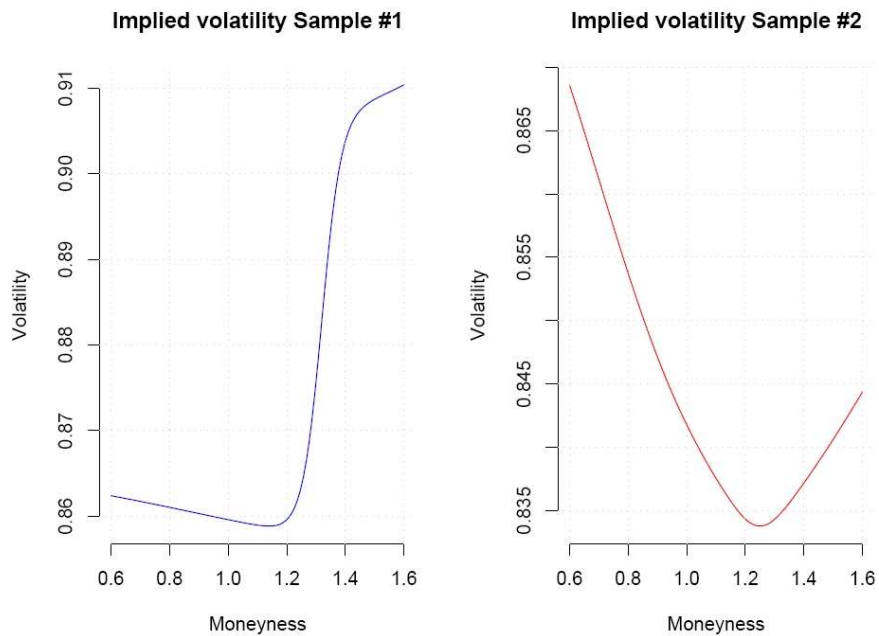 Implied volatility Sample #1
Volatility
0.91
0.90
0.89
0.88
0.87
0.86
0.6 0.8 1.0 1.2 1.4 1.6
Moneyness
Implied volatility Sample #2
Volatility
0.865
0.855
0.845
0.835
0.6 0.8 1.0 1.2 1.4 1.6
Moneyness